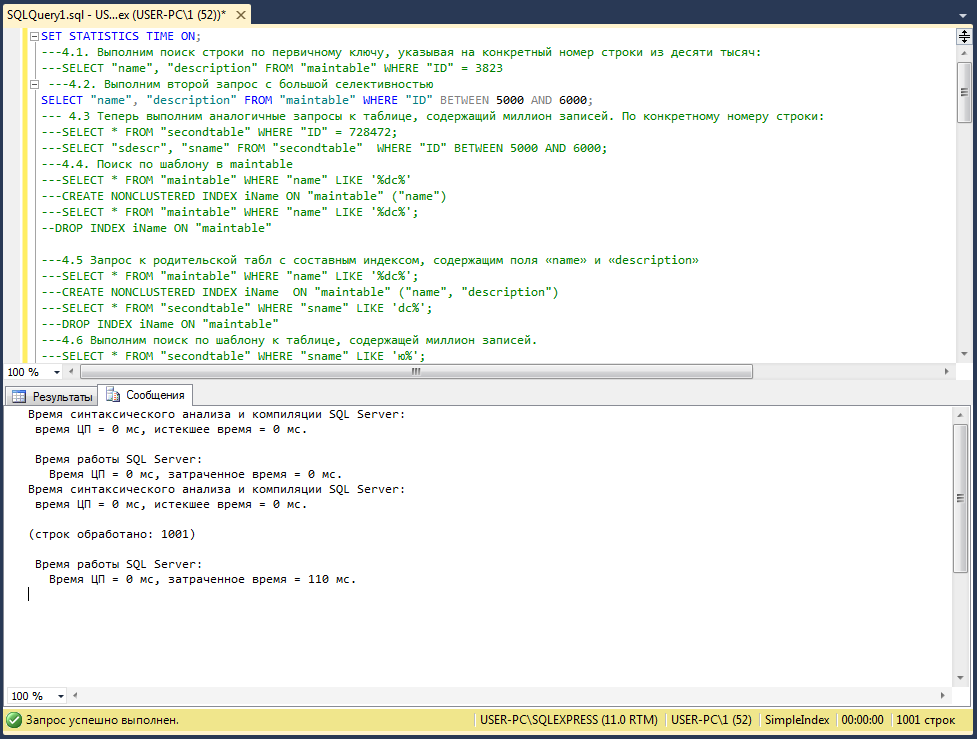 SQLQuery1.sql - US...ex (USER-PC\1 (52))*
SET STATISTICS TIME ON;
---4.1. Выполним поиск строки по первичному ключу, указывая на конкретный номер строки из десяти тысяч:
---SELECT "name", "description" FROM "maintable" WHERE "ID" = 3823
---4.2. Выполним второй запрос с большой селективностью
SELECT "name", "description" FROM "maintable" WHERE "ID" BETWEEN 5000 AND 6000;
--- 4.3 Теперь выполним аналогичные запросы к таблице, содержащий миллион записей. По конкретному номеру строки:
---SELECT * FROM "secondtable" WHERE "ID" = 728472;
---SELECT "sdescr", "sname" FROM "secondtable"  WHERE "ID" BETWEEN 5000 AND 6000;
---4.4. Поиск по шаблону в maintable
---SELECT * FROM "maintable" WHERE "name" LIKE '%dc%'
---CREATE NONCLUSTERED INDEX iName ON "maintable" ("name")
---SELECT * FROM "maintable" WHERE "name" LIKE '%dc%';
--DROP INDEX iName ON "maintable"
---4.5 Запрос к родительской табл с составным индексом, содержащим поля «name» и «description»
---SELECT * FROM "maintable" WHERE "name" LIKE '%dc%';
---CREATE NONCLUSTERED INDEX iName  ON "maintable" ("name", "description")
---SELECT * FROM "secondtable" WHERE "sname" LIKE 'dc%';
---DROP INDEX iName ON "maintable"
---4.6 Выполним поиск по шаблону к таблице, содержащей миллион записей.
---SELECT * FROM "secondtable" WHERE "sname" LIKE 'ю%';
100 %
Результаты Сообщения
Время синтаксического анализа и компиляции SQL Server:
время ЦП = 0 мс, истекшее время = 0 мс.
Время работы SQL Server:
Время ЦП = 0 мс, затраченное время = 0 мс.
Время синтаксического анализа и компиляции SQL Server:
время ЦП = 0 мс, истекшее время = 0 мс.
(строк обработано: 1001)
Время работы SQL Server:
Время ЦП = 0 мс, затраченное время = 110 мс.
100 %
Запрос успешно выполнен. USER-PC\SQLEXPRESS (11.0 RTM) USER-PC\1 (52) SimpleIndex 00:00:00 1001 строк